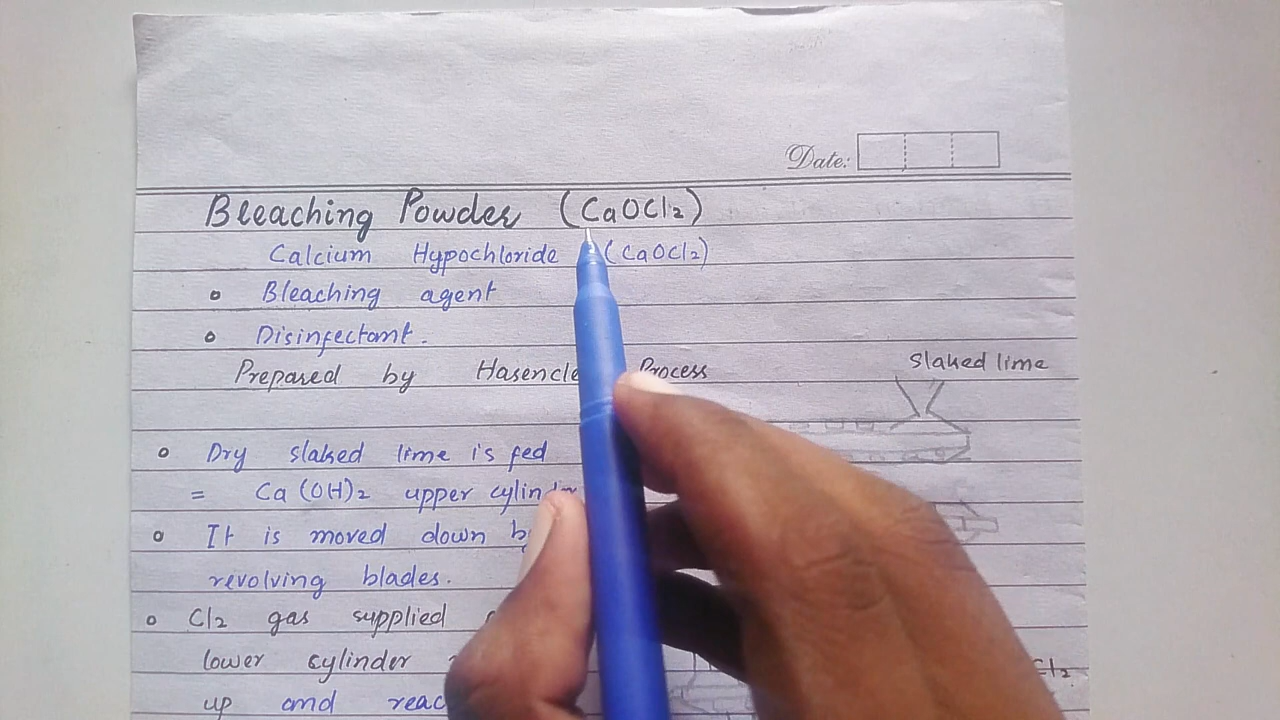 Date:
Bleaching Powder (CaOCl2)
Calcium Hypochloride (CaOCl2)
Bleaching agent
Disinfectant.
Prepared by Process
slaked lime
Dry slaked lime is fed
= Ca(OH)2 upper
It is moved down
revolving blades.
Cl2 gas supplied
lower cylinder
up and
Cl2